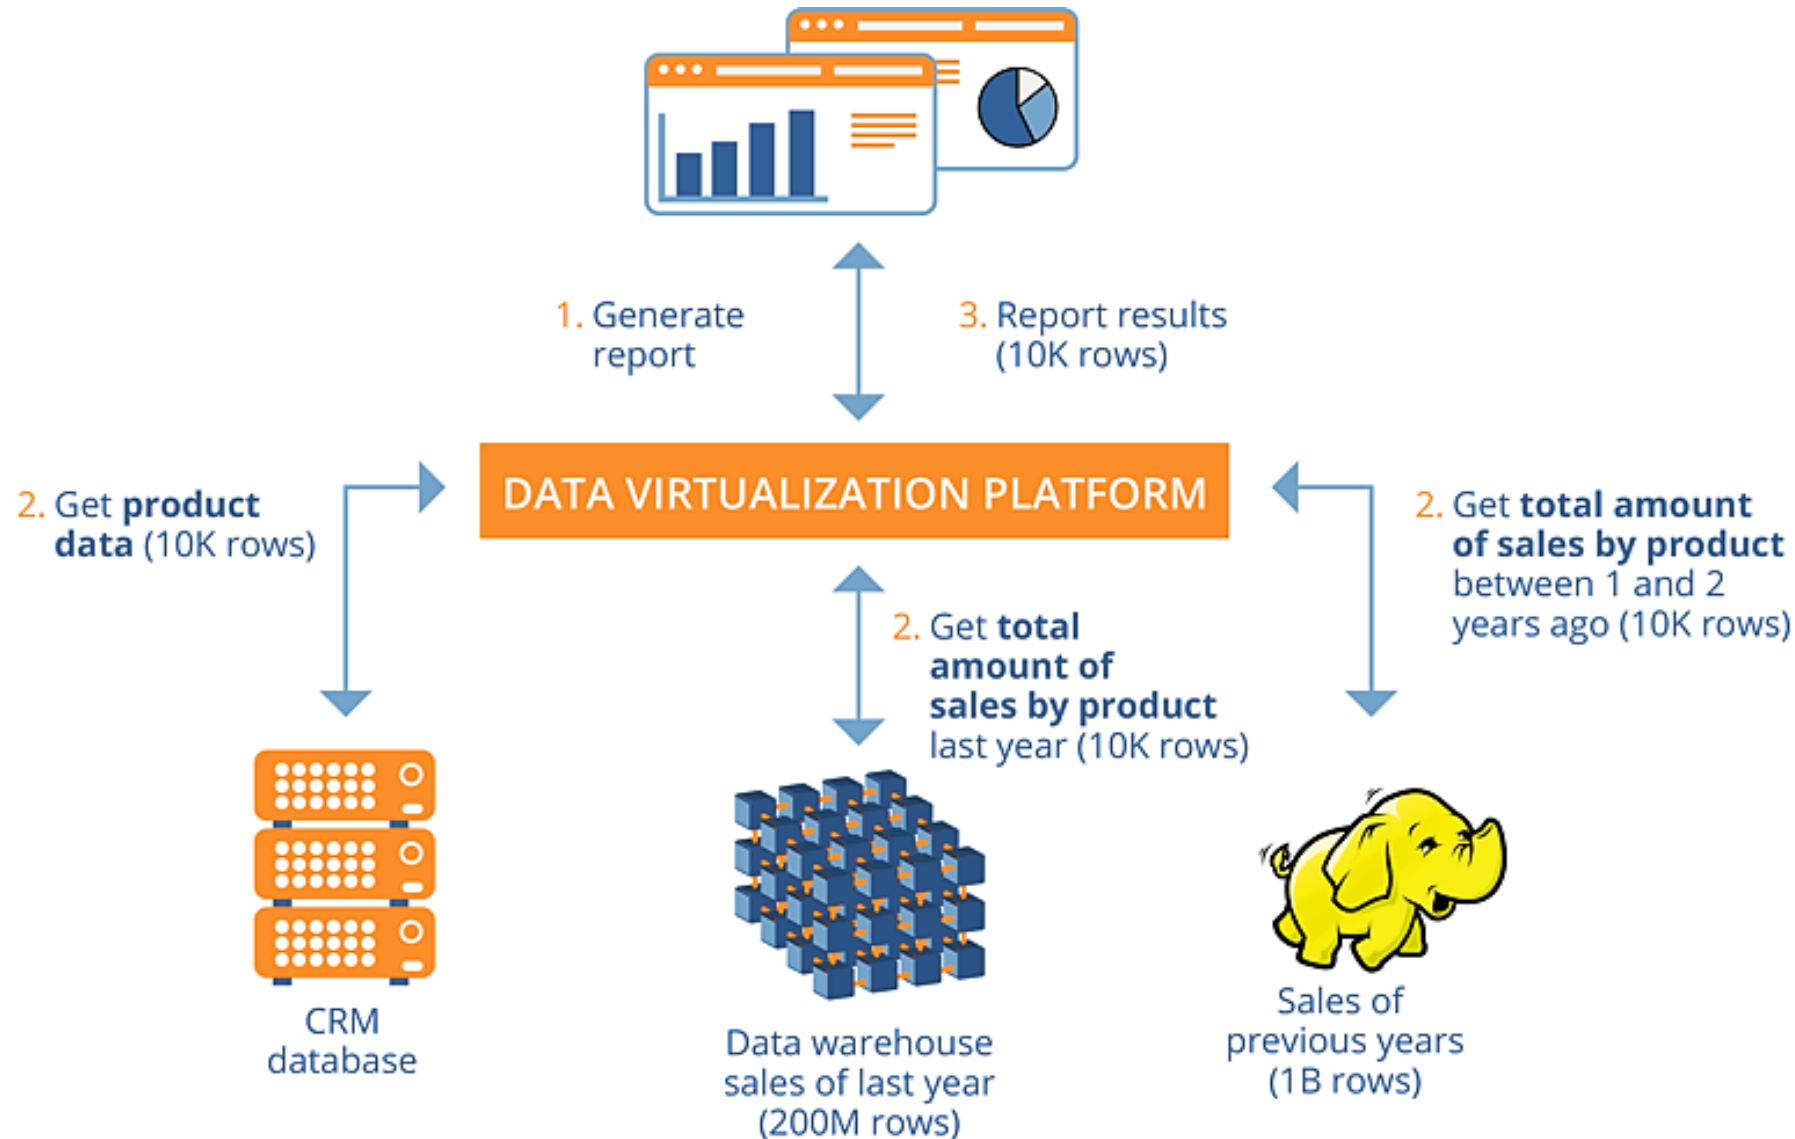 1. Generate
report
3. Report results
(10K rows)
DATA VIRTUALIZATION PLATFORM
2. Get product
data (10K rows)
2. Get total
amount of
sales by product
last year (10K rows)
2. Get total amount
of sales by product
between 1 and 2
years ago (10K rows)
CRM
database
Data warehouse
sales of last year
(200M rows)
Sales of
previous years
(1B rows)